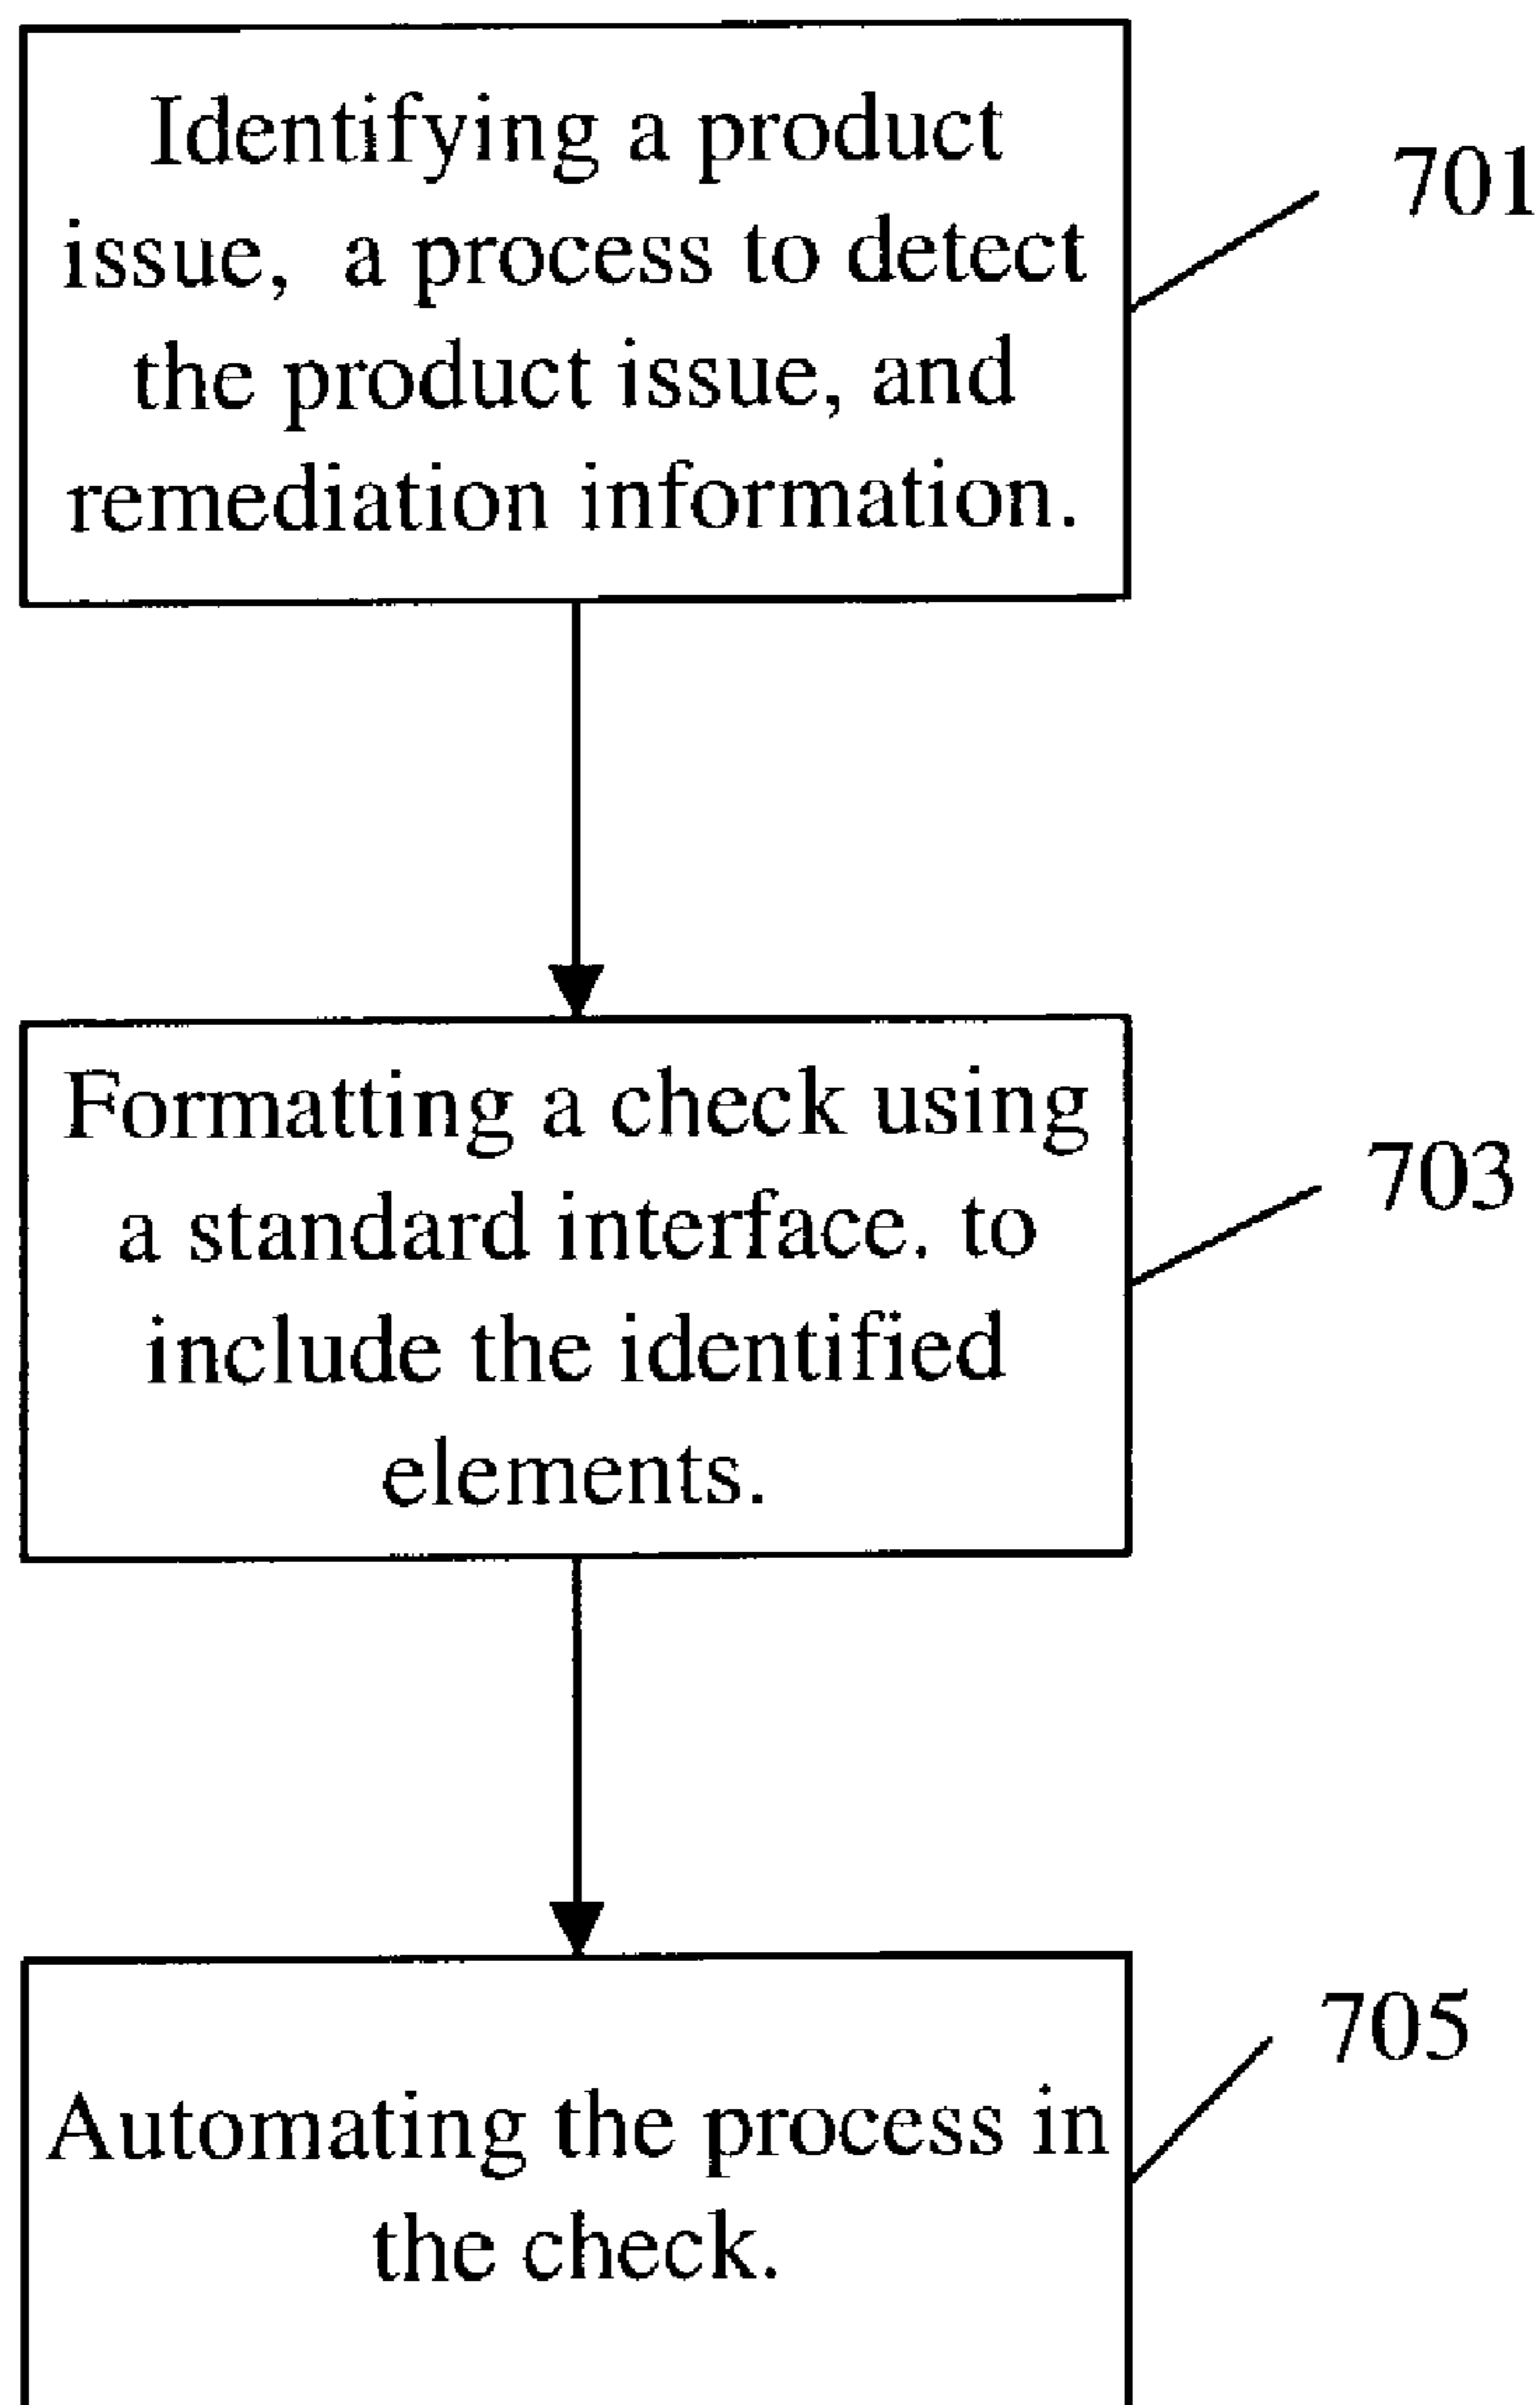 Identifying a product
issue, a process to detect
the product issue, and
remediation information.
701
Formatting a check using
a standard interface. to
include the identified
elements.
703
Automating the process in
the check.
705